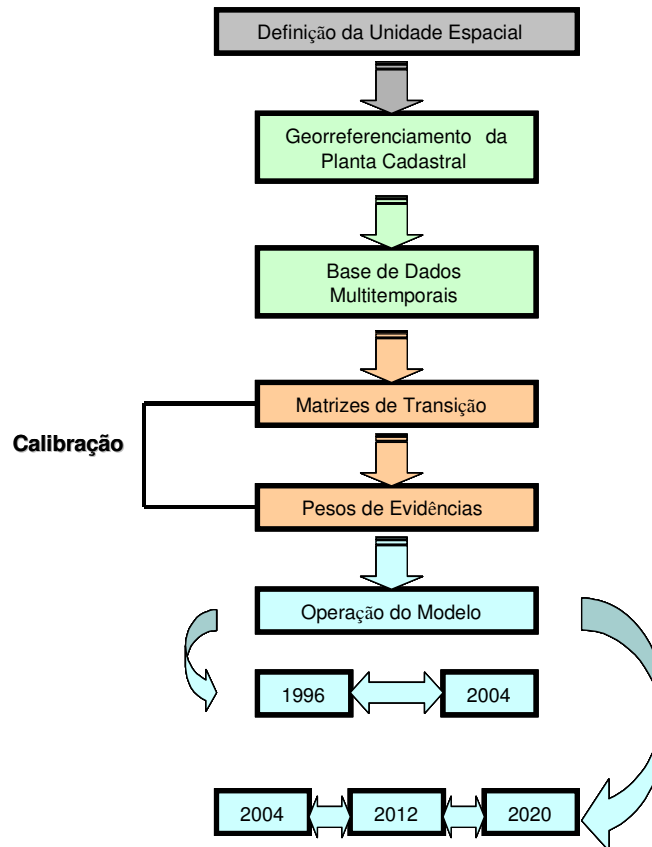 Definição da Unidade Espacial
Georreferenciamento da
Planta Cadastral
Base de Dados
Multitemporais
Matrizes de Transição
Calibração
Pesos de Evidências
Operação do Modelo
1996
2004
2004
2012
2020